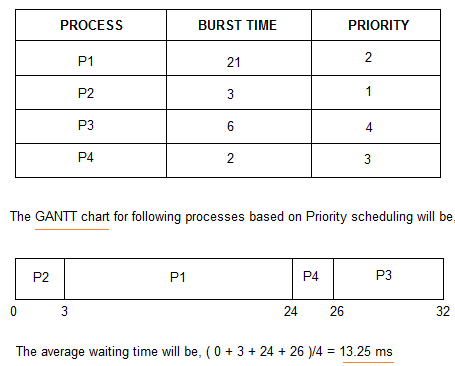 PROCESS BURST TIME PRIORITY
P1 21 2
P2 3 1
P3 6 4
P4 2 3
The GANTT chart for following processes based on Priority scheduling will be,
P2 P1 P4 P3
0 3 24 26 32
The average waiting time will be, ( 0 + 3 + 24 + 26 )/4 = 13.25 ms